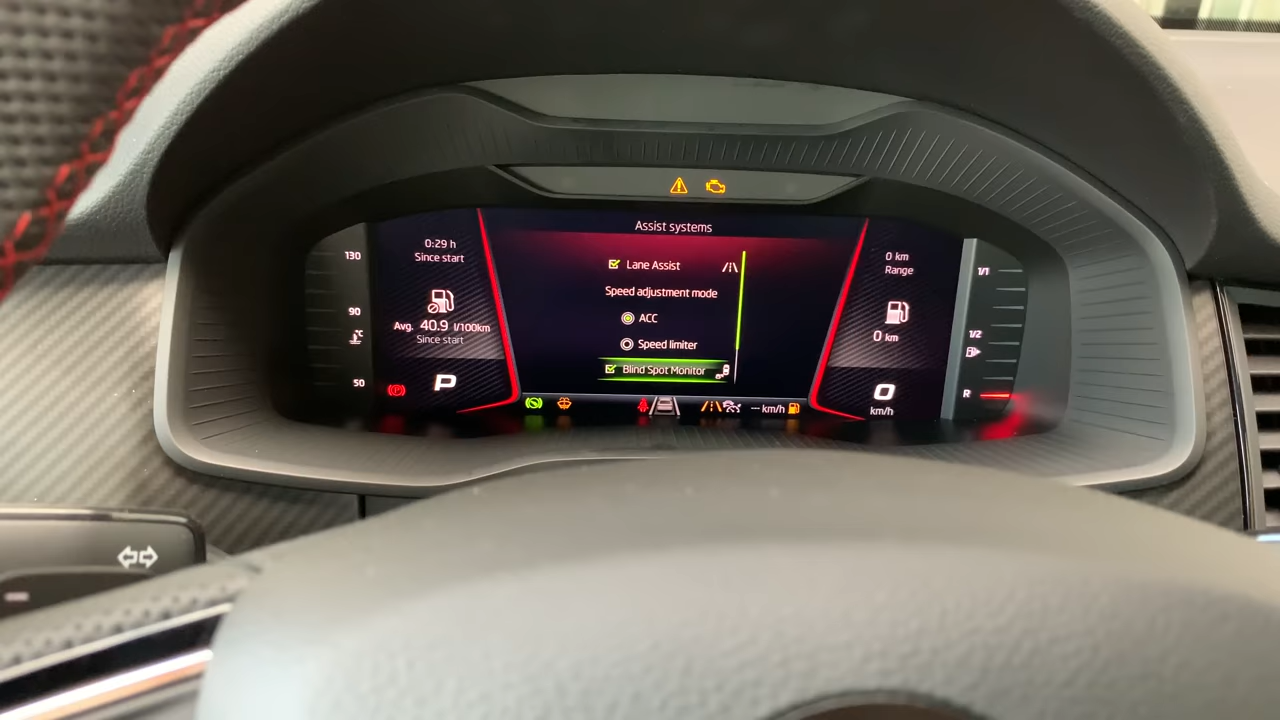 Assist systems
130
90
°C
50
0:29 h
Since start
Avg. 40.9 l/100km
Since start
P
(P)
Lane Assist
Speed adjustment mode
ACC
Speed limiter
Blind Spot Monitor
-- km/h
0 km
Range
0 km
0
km/h
1/1
1/2
R